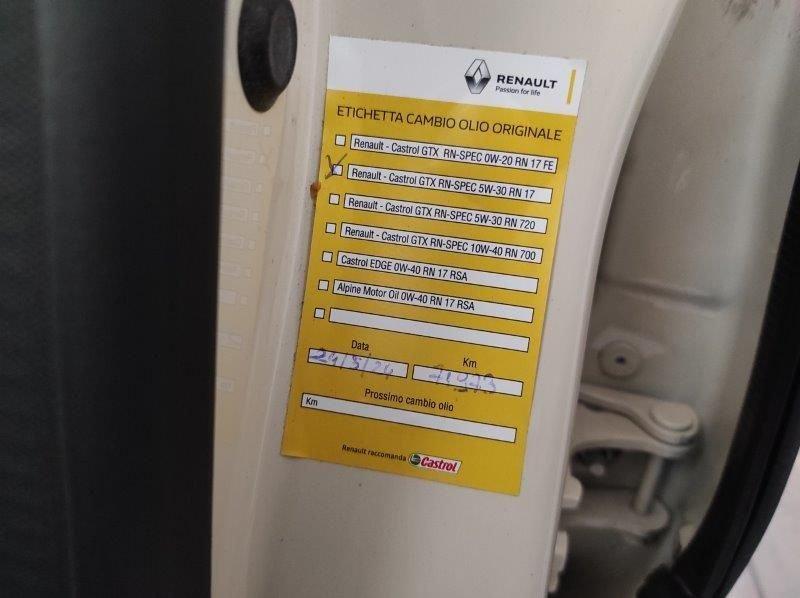 RENAULT
Passion for life
ETICHETTA CAMBIO OLIO ORIGINALE
Renault - Castrol GTX RN-SPEC 0W-20 RN 17 FE
Renault - Castrol GTX RN-SPEC 5W-30 RN 17
Renault - Castrol GTX RN-SPEC 5W-30 RN 720
Renault - Castrol GTX RN-SPEC 10W-40 RN 700
Castrol EDGE 0W-40 RN 17 RSA
Alpine Motor Oil 0W-40 RN 17 RSA
Data Km
24/5/24
Prossimo cambio olio
Km
Renault raccomanda Castrol